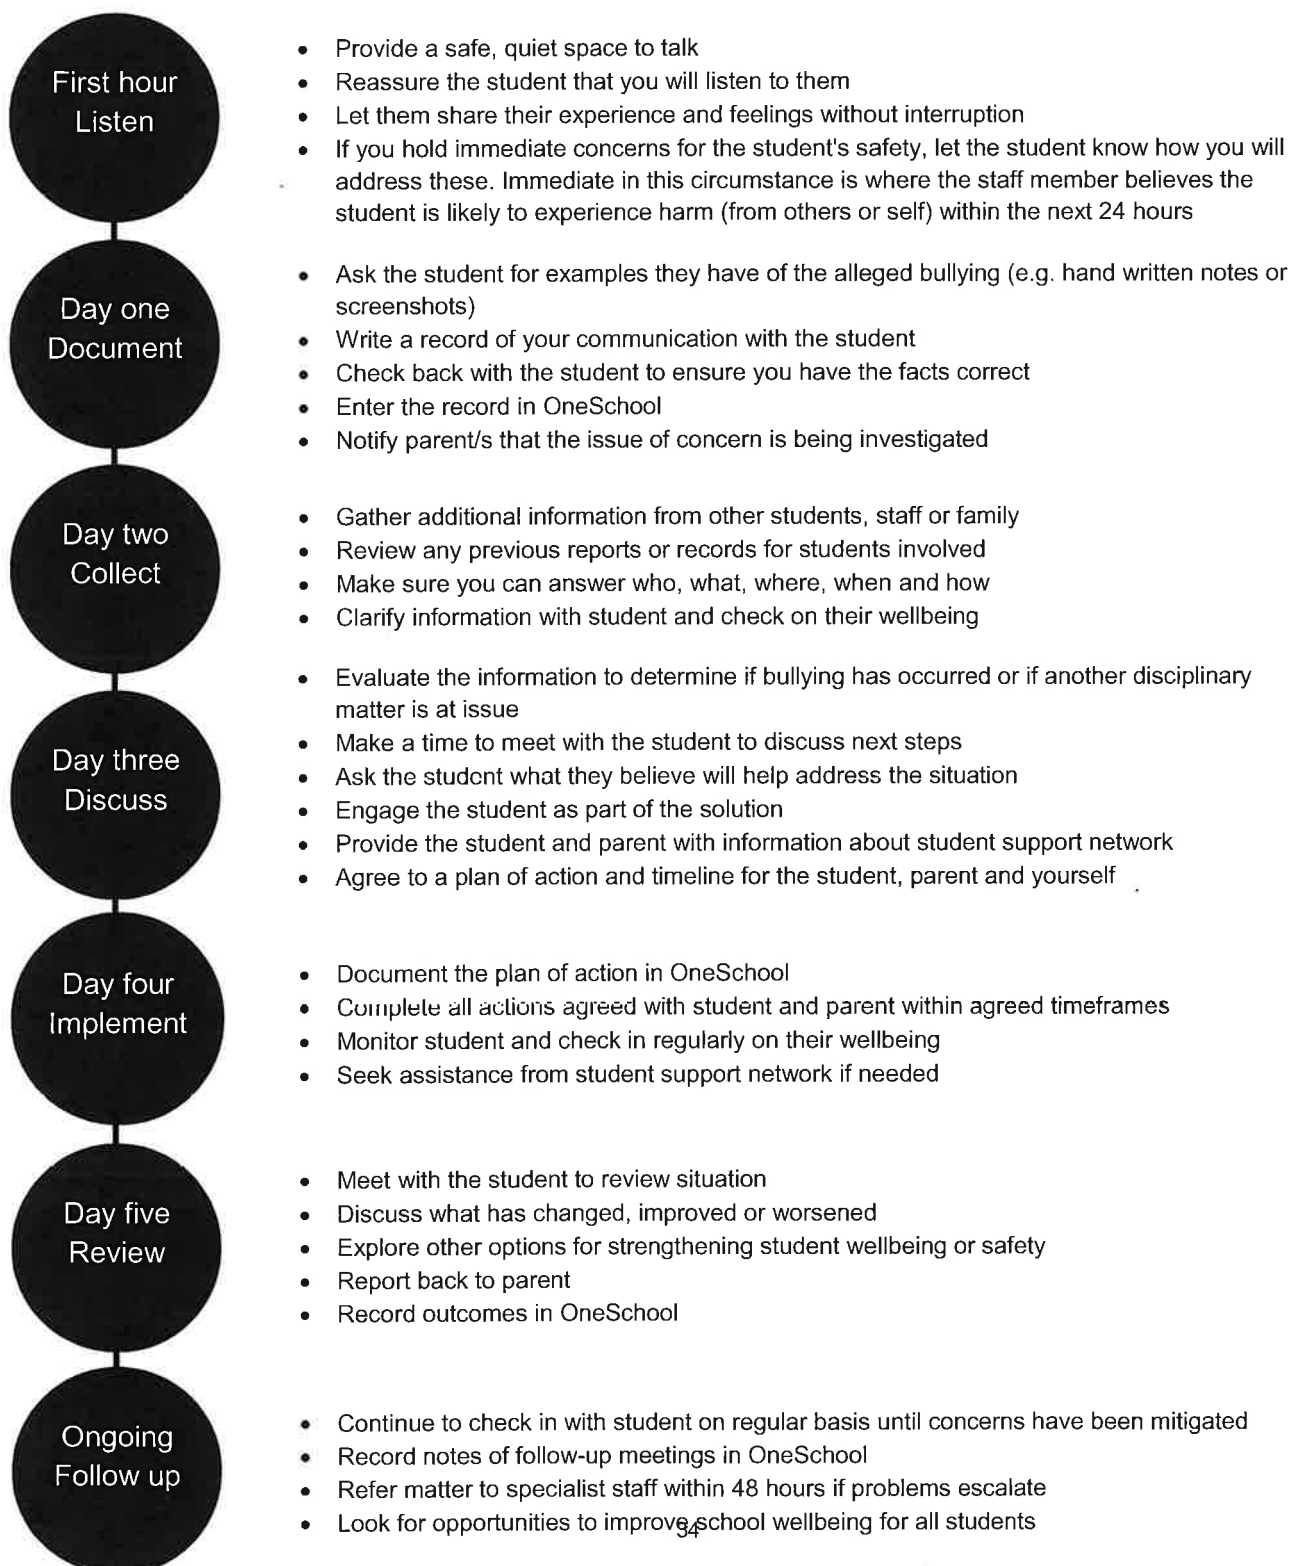 First hour
Listen
• Provide a safe, quiet space to talk
• Reassure the student that you will listen to them
• Let them share their experience and feelings without interruption
• If you hold immediate concerns for the student's safety, let the student know how you will
address these. Immediate in this circumstance is where the staff member believes the
student is likely to experience harm (from others or self) within the next 24 hours
Day one
Document
• Ask the student for examples they have of the alleged bullying (e.g. hand written notes or
screenshots)
• Write a record of your communication with the student
• Check back with the student to ensure you have the facts correct
• Enter the record in OneSchool
• Notify parent/s that the issue of concern is being investigated
Day two
Collect
• Gather additional information from other students, staff or family
• Review any previous reports or records for students involved
• Make sure you can answer who, what, where, when and how
• Clarify information with student and check on their wellbeing
Day three
Discuss
• Evaluate the information to determine if bullying has occurred or if another disciplinary
matter is at issue
• Make a time to meet with the student to discuss next steps
• Ask the student what they believe will help address the situation
• Engage the student as part of the solution
• Provide the student and parent with information about student support network
• Agree to a plan of action and timeline for the student, parent and yourself
Day four
Implement
• Document the plan of action in OneSchool
• Complete all actions agreed with student and parent within agreed timeframes
• Monitor student and check in regularly on their wellbeing
• Seek assistance from student support network if needed
Day five
Review
• Meet with the student to review situation
• Discuss what has changed, improved or worsened
• Explore other options for strengthening student wellbeing or safety
• Report back to parent
• Record outcomes in OneSchool
Ongoing
Follow up
• Continue to check in with student on regular basis until concerns have been mitigated
• Record notes of follow-up meetings in OneSchool
• Refer matter to specialist staff within 48 hours if problems escalate
• Look for opportunities to improve school wellbeing for all students
34